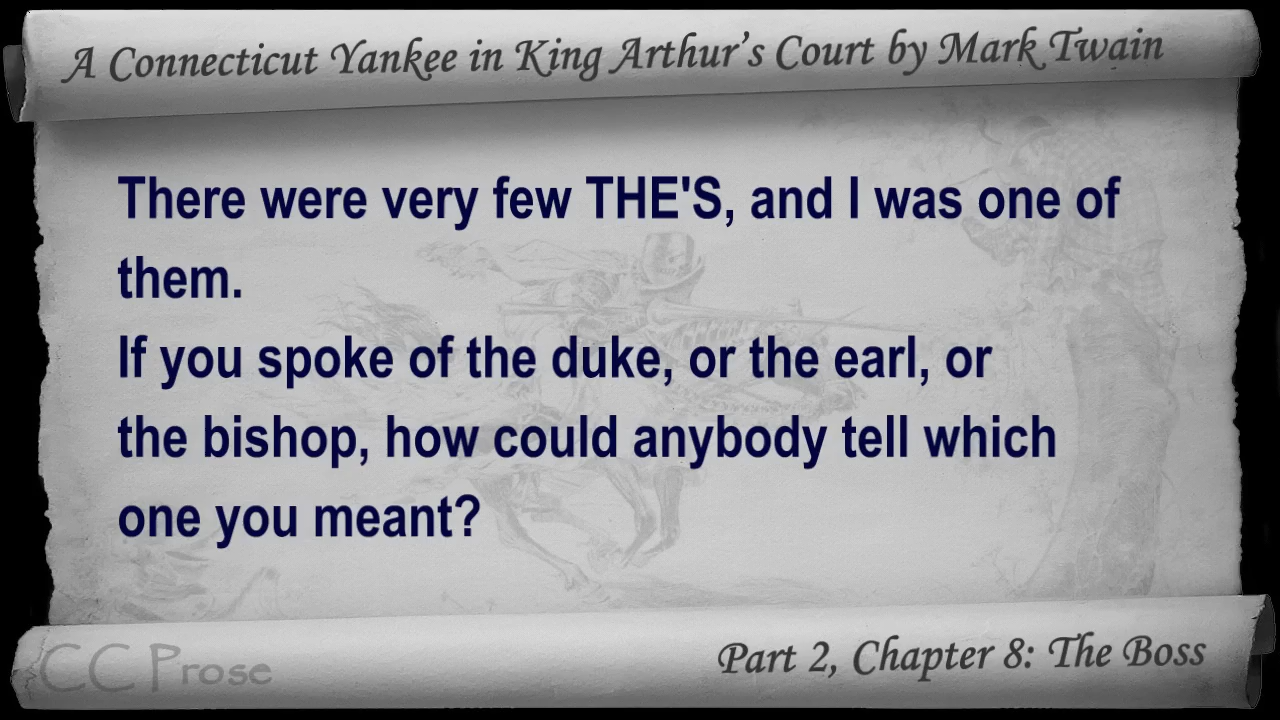 A Connecticut Yankee in King Arthur's Court by Mark Twain
There were very few THE'S, and I was one of
them.
If you spoke of the duke, or the earl, or
the bishop, how could anybody tell which
one you meant?
CC Prose
Part 2, Chapter 8: The Boss